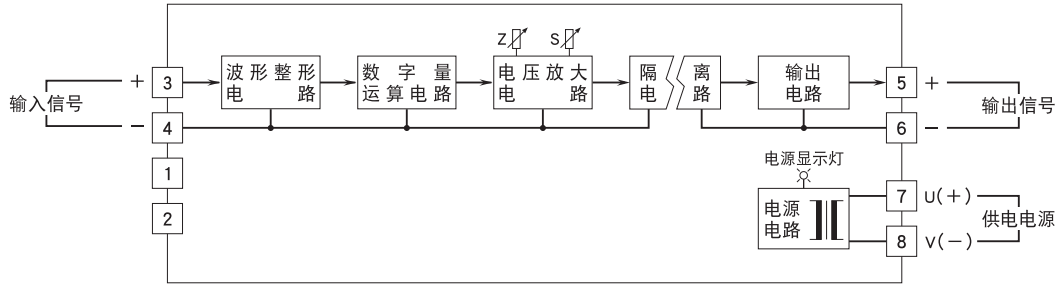 Z
S
波形整形
电路
数字量
运算电路
电压放大
电路
隔离
电路
输出
电路
+
3
输入信号
−
4
1
2
5
+
输出信号
6
−
电源显示灯
电源
电路
7
U(+)
供电电源
8
V(−)